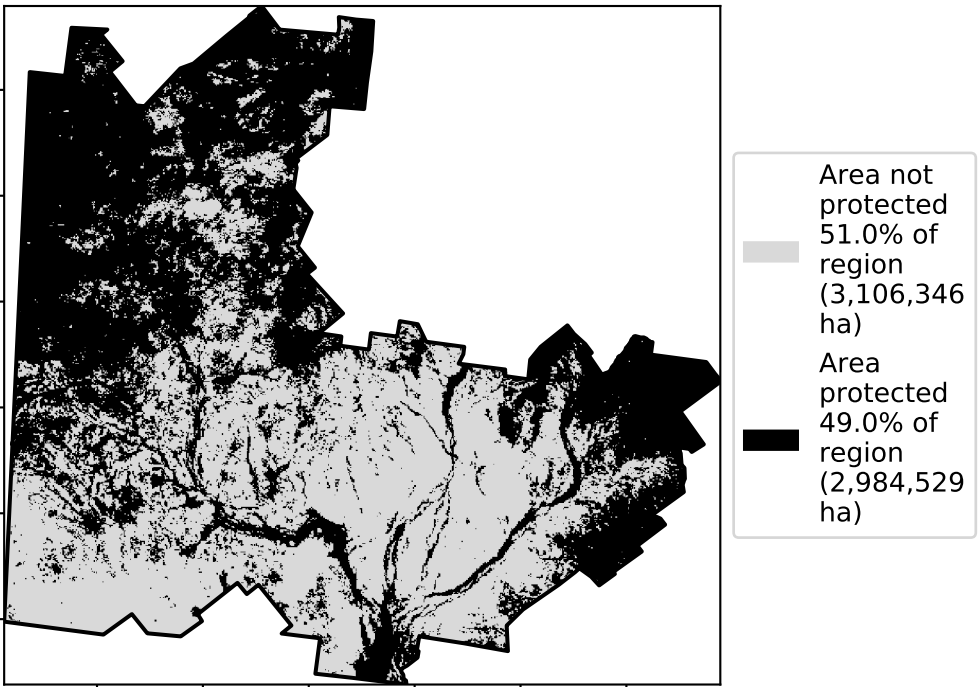 Area not
protected
51.0% of
region
(3,106,346
ha)
Area
protected
49.0% of
region
(2,984,529
ha)